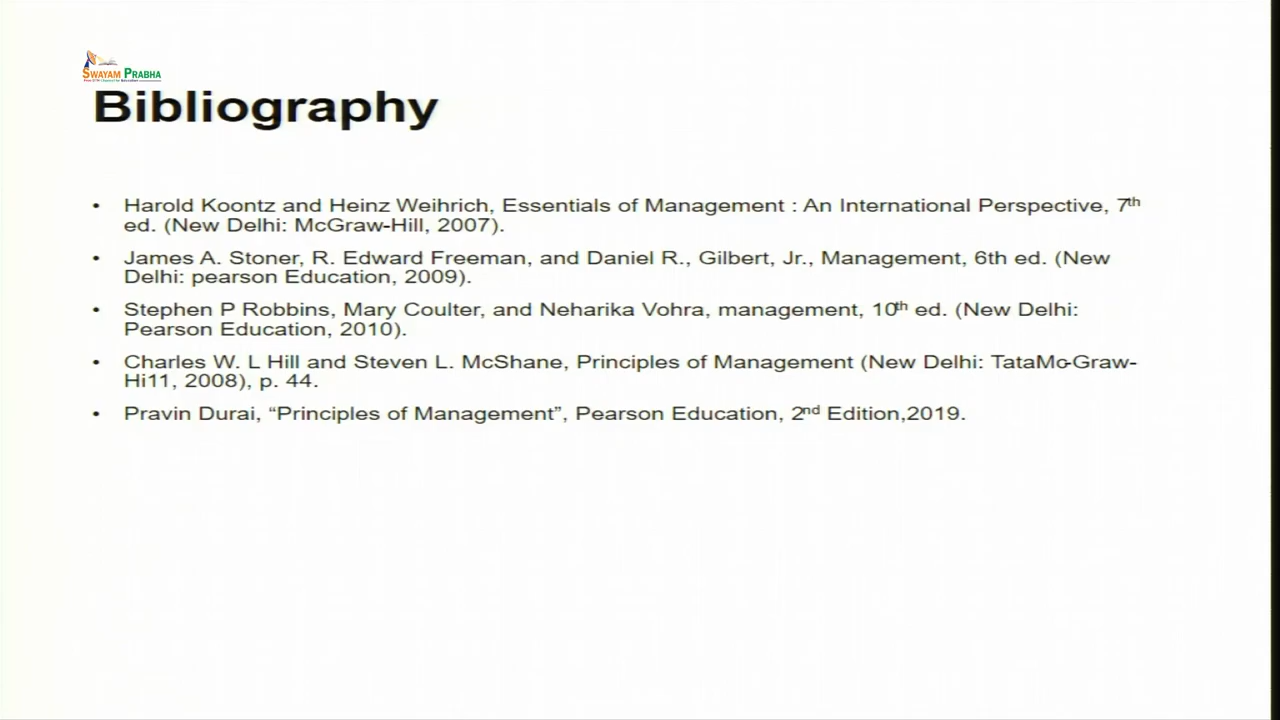 SWAYAM PRABHA
Bibliography
• Harold Koontz and Heinz Weihrich, Essentials of Management : An International Perspective, 7th
ed. (New Delhi: McGraw-Hill, 2007).
• James A. Stoner, R. Edward Freeman, and Daniel R., Gilbert, Jr., Management, 6th ed. (New
Delhi: pearson Education, 2009).
• Stephen P Robbins, Mary Coulter, and Neharika Vohra, management, 10th ed. (New Delhi:
Pearson Education, 2010).
• Charles W. L Hill and Steven L. McShane, Principles of Management (New Delhi: TataMc-Graw-
Hi11, 2008), p. 44.
• Pravin Durai, “Principles of Management”, Pearson Education, 2nd Edition,2019.